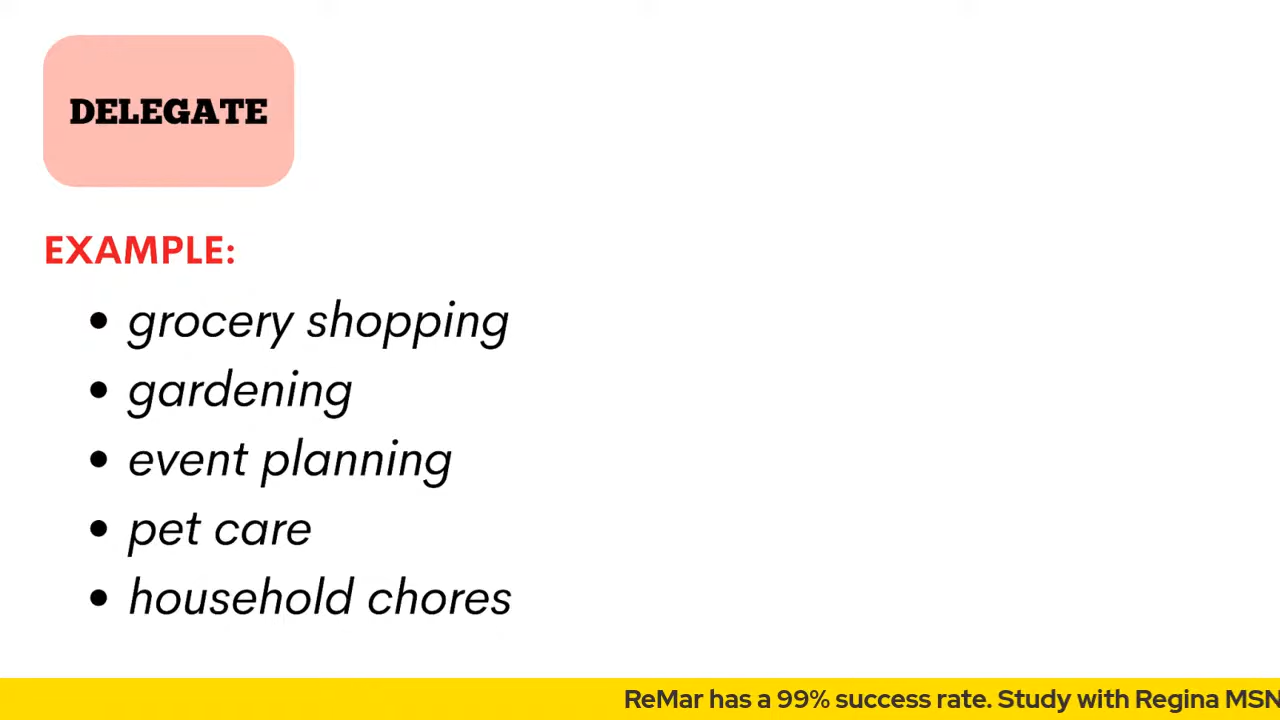 DELEGATE
EXAMPLE:
• grocery shopping
• gardening
• event planning
• pet care
• household chores
ReMar has a 99% success rate. Study with Regina MSN